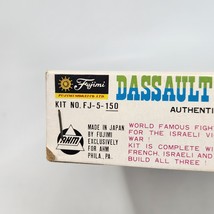 Fujimi
FUJIMI MOKEI CO. LTD
KIT NO. FJ-5-150
DASSAULT
AUTHENTI
MADE IN JAPAN
BY FUJIMI
EXCLUSIVELY
FOR AHM
PHILA., PA.
AHM
WORLD FAMOUS FIGH
FOR THE ISRAELI VI
WAR !
KIT IS COMPLETE WI
FRENCH, ISRAELI AND
BUILD ALL THREE !